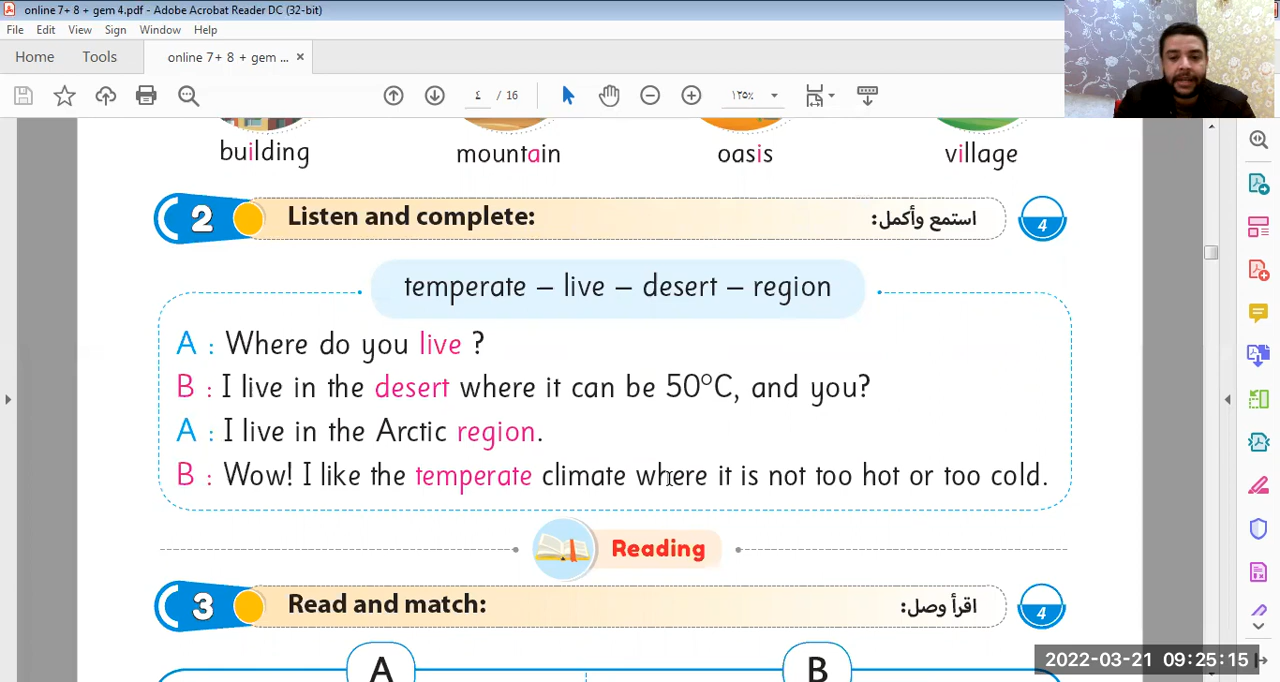 online 7+ 8 + gem 4.pdf - Adobe Acrobat Reader DC (32-bit)
File Edit View Sign Window Help
Home Tools online 7+ 8 + gem ... ×
٤ / 16 ١٢٥%
building mountain oasis village
2 Listen and complete: استمع وأكمل: 4
temperate – live – desert – region
A : Where do you live ?
B : I live in the desert where it can be 50°C, and you?
A : I live in the Arctic region.
B : Wow! I like the temperate climate where it is not too hot or too cold.
Reading
3 Read and match: اقرأ وصل: 4
A B
2022-03-21 09:25:15